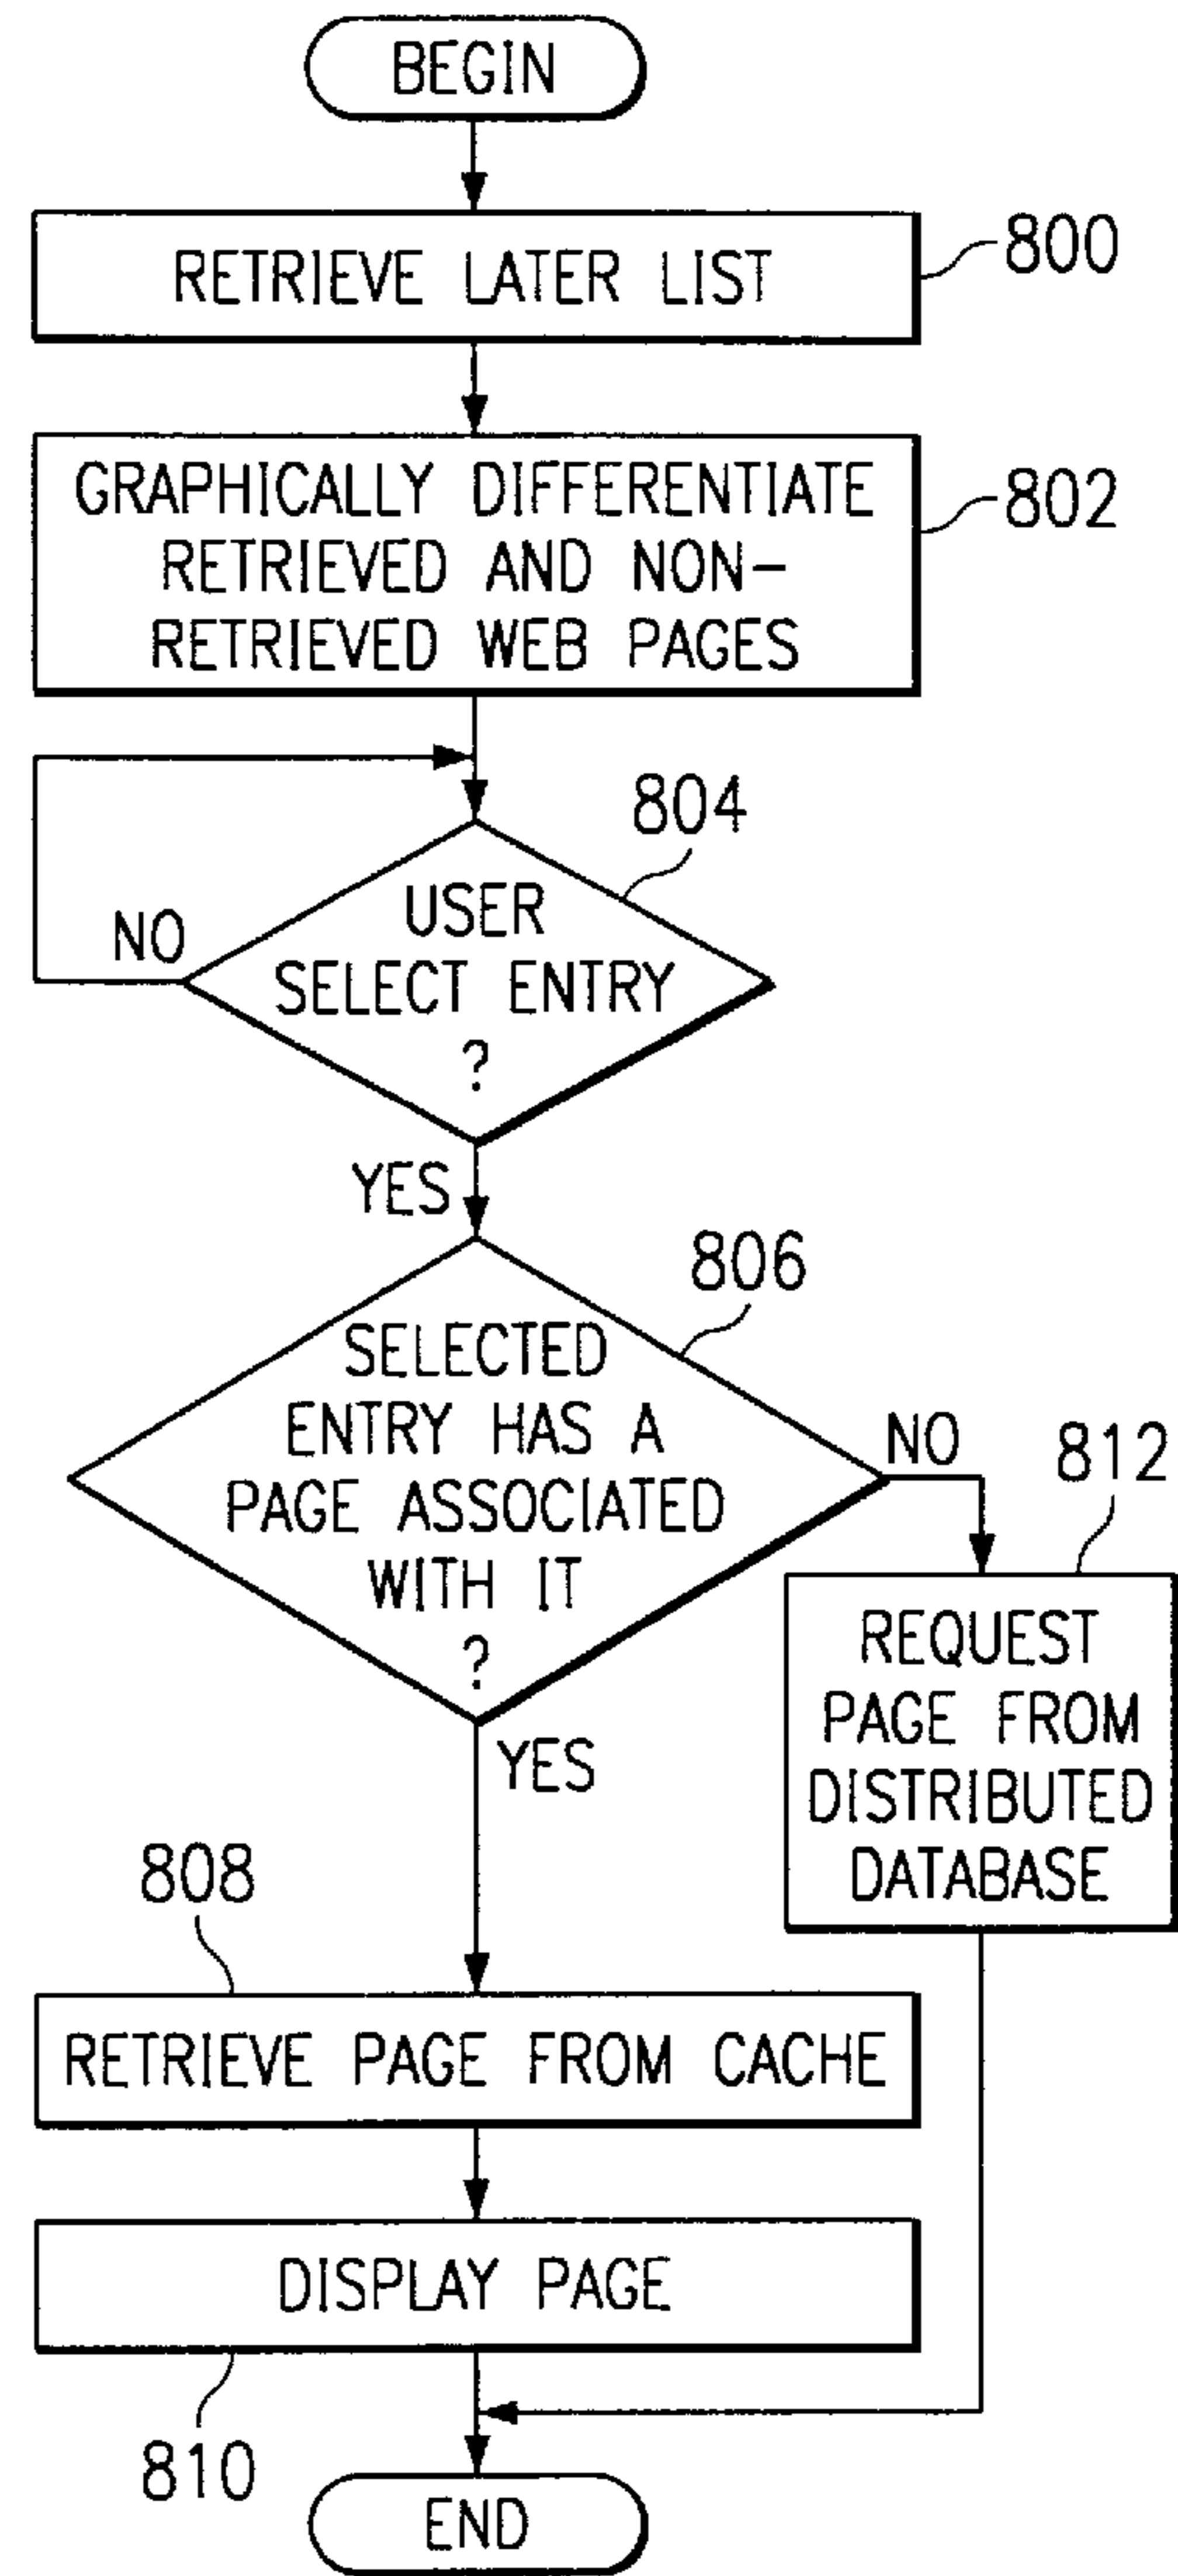 BEGIN
RETRIEVE LATER LIST
800
GRAPHICALLY DIFFERENTIATE
RETRIEVED AND NON-
RETRIEVED WEB PAGES
802
804
USER
SELECT ENTRY
?
NO
YES
806
SELECTED
ENTRY HAS A
PAGE ASSOCIATED
WITH IT
?
NO
812
REQUEST
PAGE FROM
DISTRIBUTED
DATABASE
YES
808
RETRIEVE PAGE FROM CACHE
DISPLAY PAGE
810
END